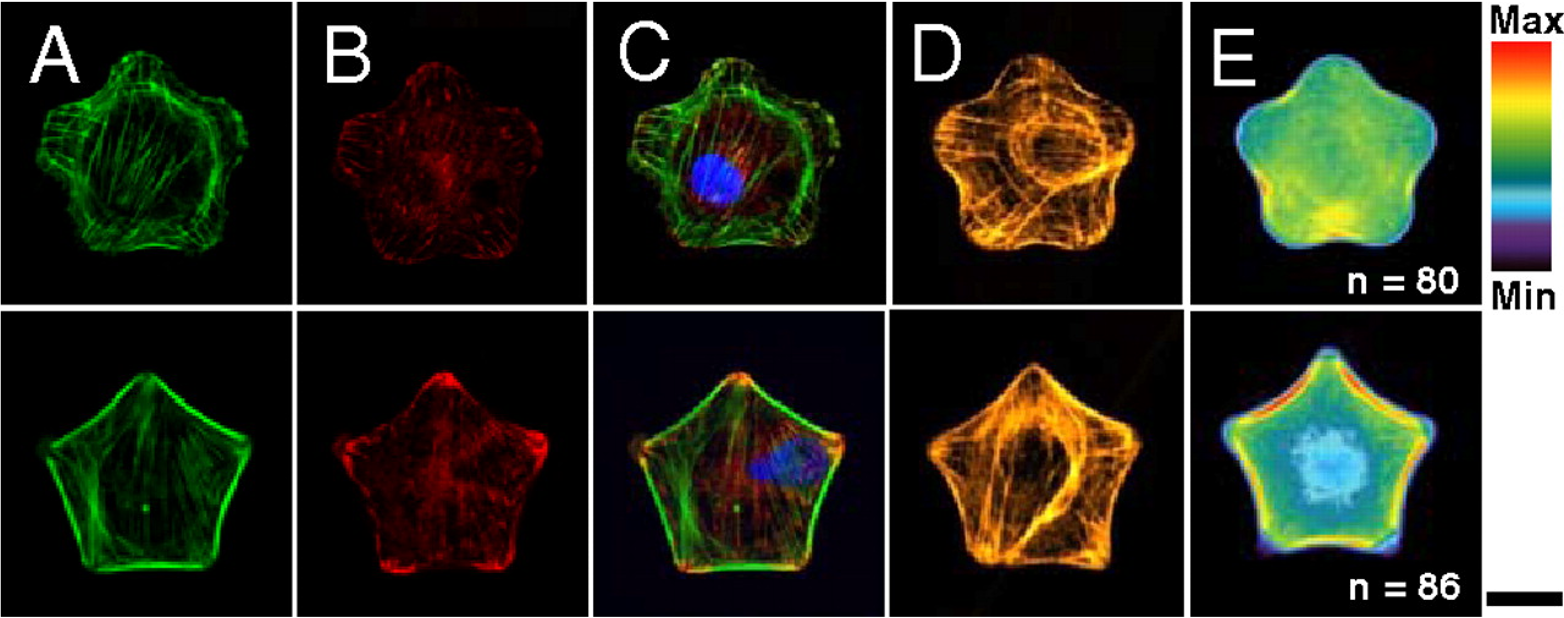 A B C D E
Max
Min
n = 80
n = 86